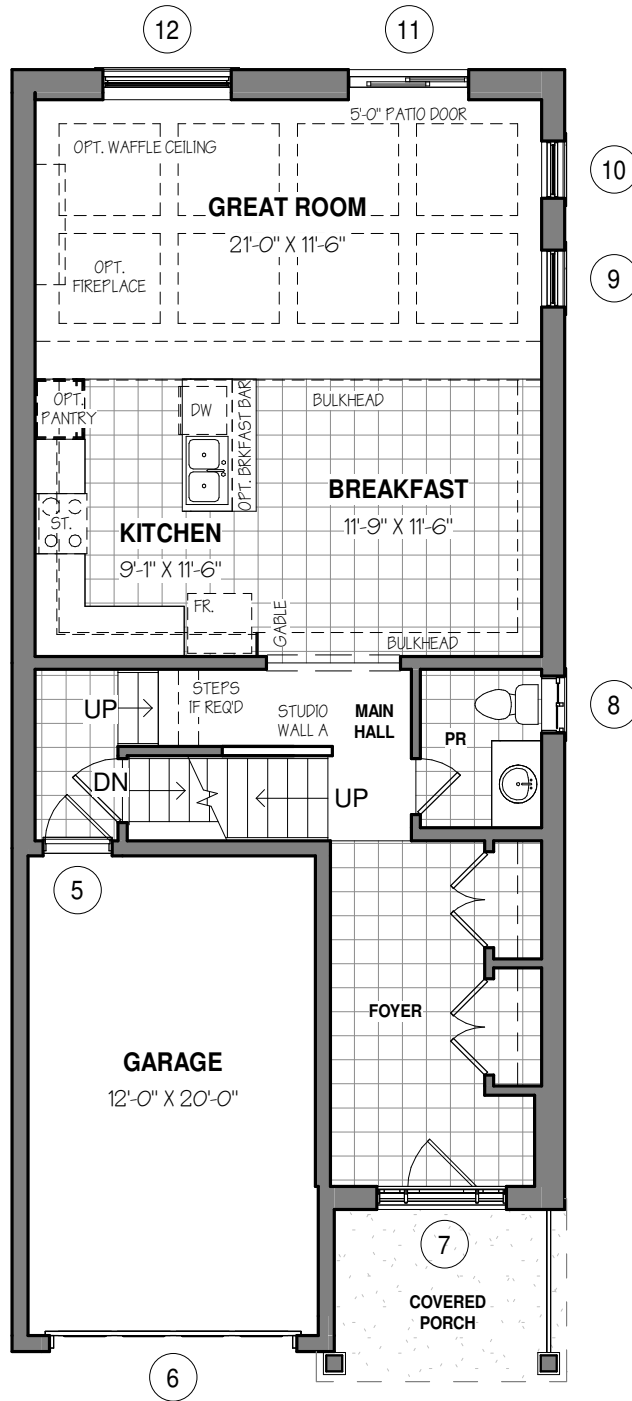 12
11
5'-0" PATIO DOOR
OPT. WAFFLE CEILING
10
GREAT ROOM
21'-0" X 11'-6"
OPT.
FIREPLACE
9
OPT.
PANTRY
DW
OPT. BRKFAST BAR
BULKHEAD
BREAKFAST
11'-9" X 11'-6"
ST.
KITCHEN
9'-1" X 11'-6"
FR.
GABLE
BULKHEAD
UP
STEPS
IF REQ'D
STUDIO
WALL A
MAIN
HALL
PR
8
DN
UP
5
FOYER
GARAGE
12'-0" X 20'-0"
7
COVERED
PORCH
6